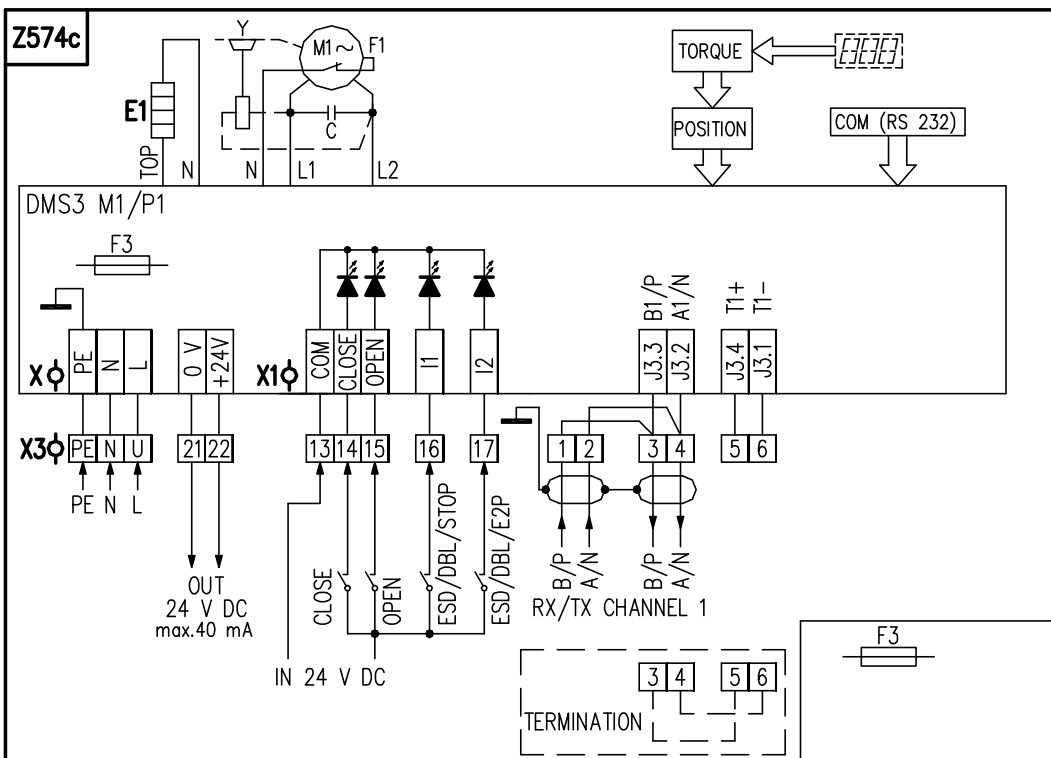 Z574c
Y
M1~
F1
E1
C
TOP
N
N
L1
L2
TORQUE
POSITION
COM (RS 232)
DMS3 M1/P1
F3
X
PE
N
L
0 V
+24V
X1
COM
CLOSE
OPEN
I1
I2
B1/P
A1/N
T1+
T1-
J3.3
J3.2
J3.4
J3.1
X3
PE
N
U
21
22
13
14
15
16
17
1
2
3
4
5
6
PE N L
OUT
24 V DC
max.40 mA
CLOSE
OPEN
ESD/DBL/STOP
ESD/DBL/E2P
IN 24 V DC
B/P
A/N
B/P
A/N
RX/TX CHANNEL 1
TERMINATION
3
4
5
6
F3